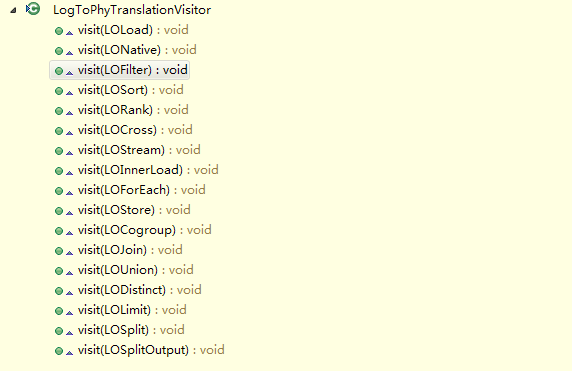 LogToPhyTranslationVisitor
visit(LOLoad) : void
visit(LONative) : void
visit(LOFilter) : void
visit(LOSort) : void
visit(LORank) : void
visit(LOCross) : void
visit(LOStream) : void
visit(LOInnerLoad) : void
visit(LOForEach) : void
visit(LOStore) : void
visit(LOCogroup) : void
visit(LOJoin) : void
visit(LOUnion) : void
visit(LODistinct) : void
visit(LOLimit) : void
visit(LOSplit) : void
visit(LOSplitOutput) : void